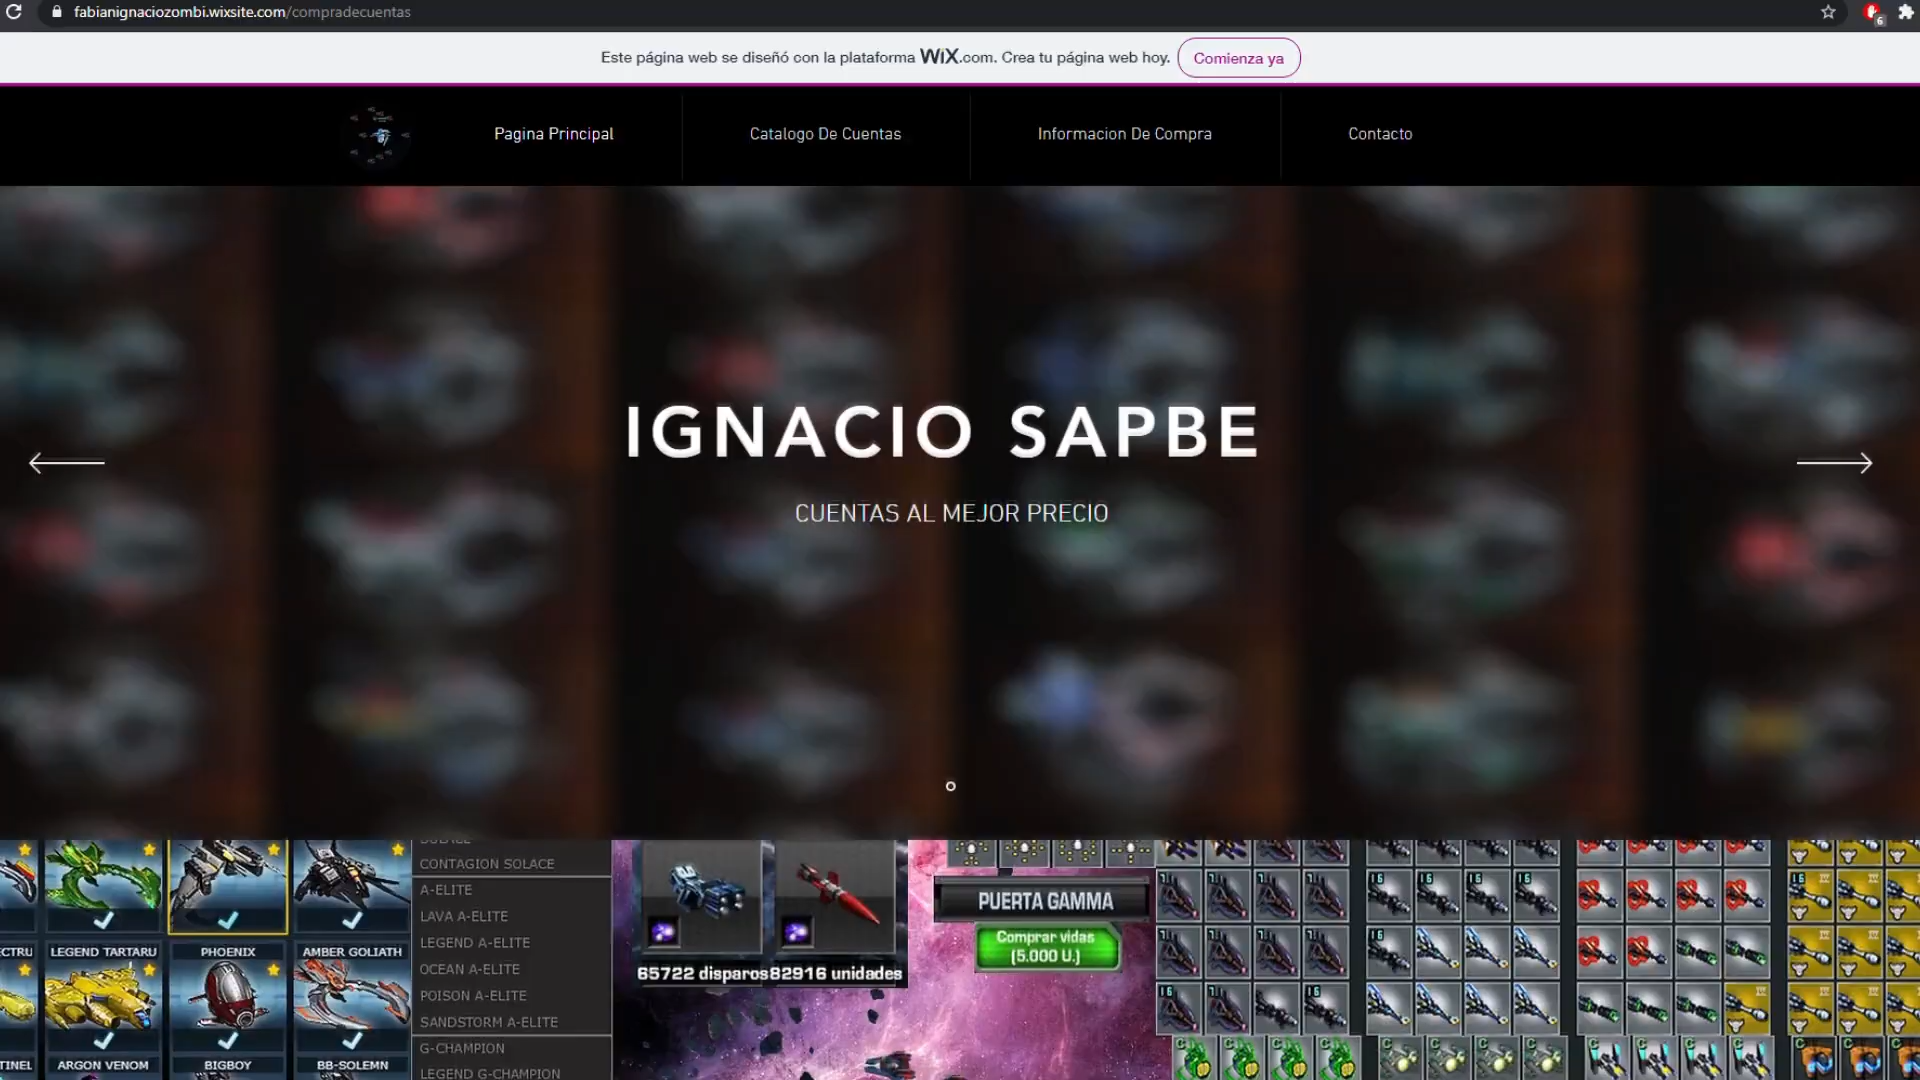 fabianignaciozombi.wixsite.com/compradecuentas
6
Este página web se diseñó con la plataforma WiX.com. Crea tu página web hoy.
Comienza ya
Pagina Principal
Catalogo De Cuentas
Informacion De Compra
Contacto
IGNACIO SAPBE
CUENTAS AL MEJOR PRECIO
CONTAGION SOLACE
A-ELITE
LAVA A-ELITE
LEGEND A-ELITE
OCEAN A-ELITE
POISON A-ELITE
SANDSTORM A-ELITE
G-CHAMPION
LEGEND G-CHAMPION
LEGEND TARTARU
PHOENIX
AMBER GOLIATH
TINEL
ARGON VENOM
BIGBOY
BB-SOLEMN
65722 disparos
82916 unidades
PUERTA GAMMA
Comprar vidas
(5.000 U.)